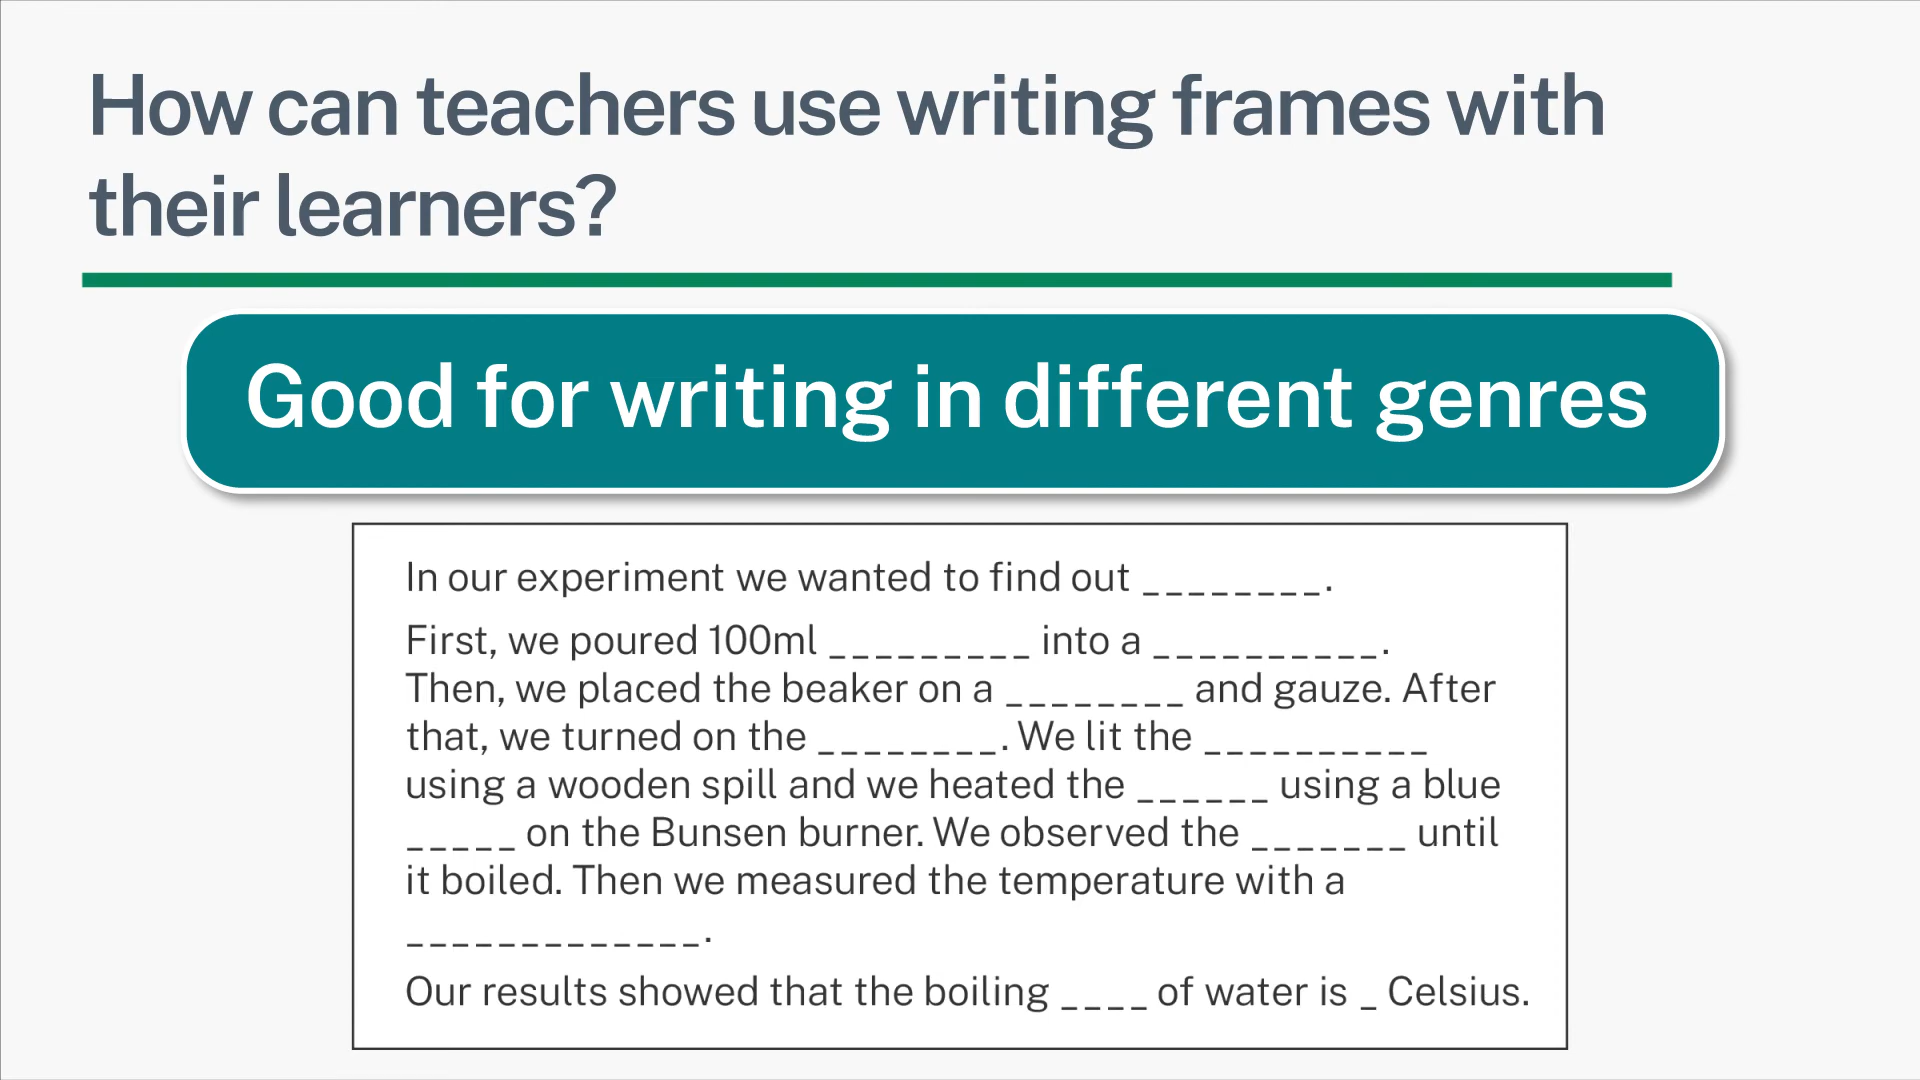 How can teachers use writing frames with
their learners?
Good for writing in different genres
In our experiment we wanted to find out ________.
First, we poured 100ml _________ into a __________.
Then, we placed the beaker on a ________ and gauze. After
that, we turned on the ________. We lit the __________
using a wooden spill and we heated the ______ using a blue
_____ on the Bunsen burner. We observed the _______ until
it boiled. Then we measured the temperature with a
_____________.
Our results showed that the boiling ____ of water is _ Celsius.